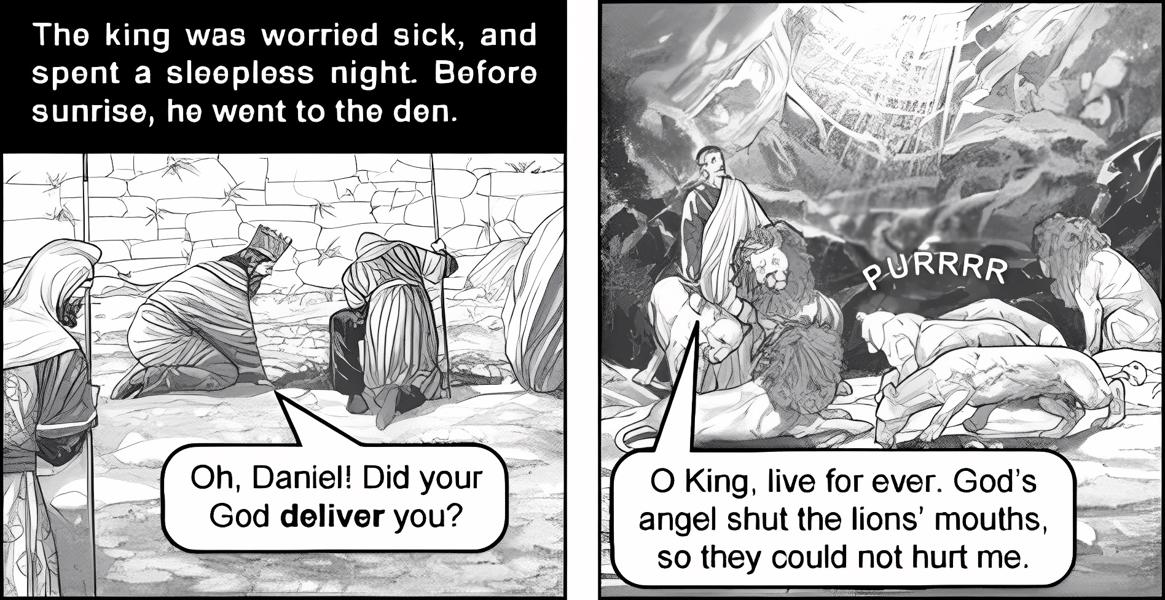 The king was worried sick, and
spent a sleepless night. Before
sunrise, he went to the den.
Oh, Daniel! Did your
God deliver you?
PURRRR
O King, live for ever. God's
angel shut the lions' mouths,
so they could not hurt me.